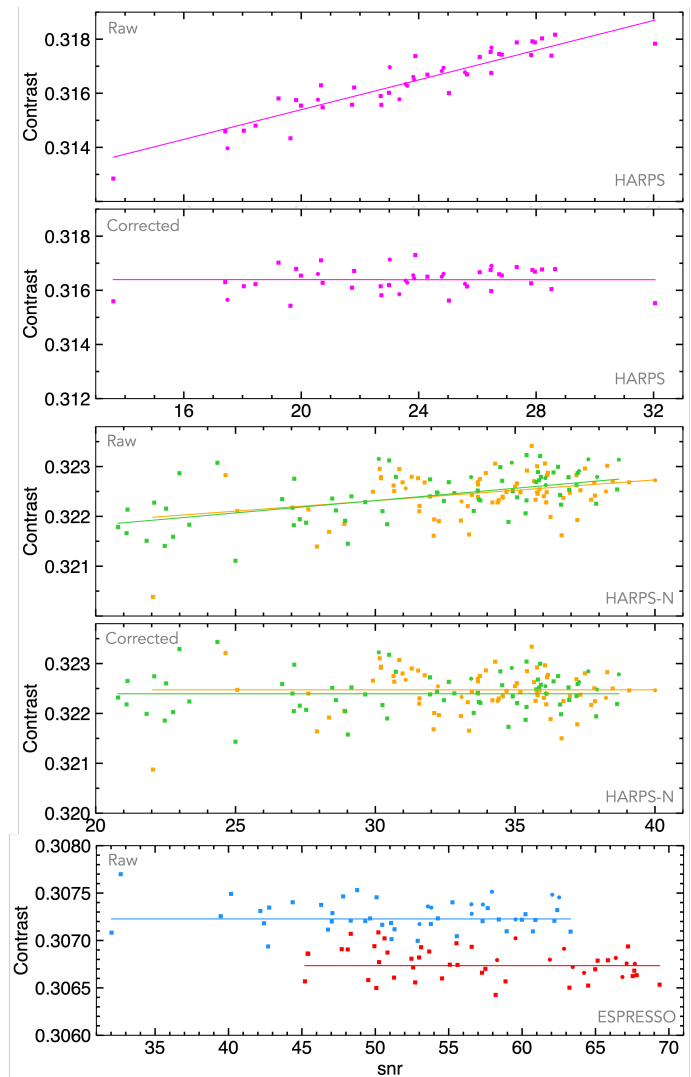 Raw
0.318
0.316
0.314
Contrast
HARPS
Corrected
0.318
0.316
0.314
0.312
Contrast
HARPS
16 20 24 28 32
Raw
0.323
0.322
0.321
Contrast
HARPS-N
Corrected
0.323
0.322
0.321
0.320
Contrast
HARPS-N
20 25 30 35 40
Raw
0.3080
0.3075
0.3070
0.3065
0.3060
Contrast
ESPRESSO
35 40 45 50 55 60 65 70
snr